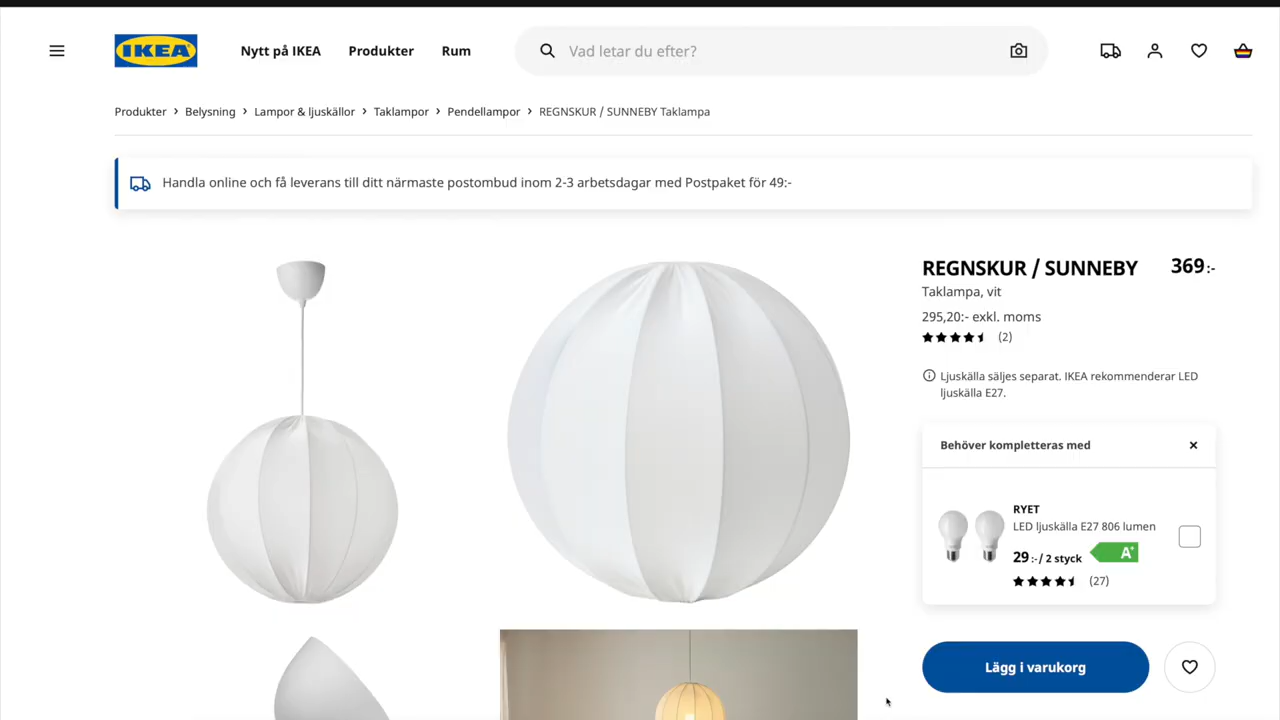 IKEA
Nytt på IKEA
Produkter
Rum
Vad letar du efter?
Produkter › Belysning › Lampor & ljuskällor › Taklampor › Pendellampor › REGNSKUR / SUNNEBY Taklampa
Handla online och få leverans till ditt närmaste postombud inom 2-3 arbetsdagar med Postpaket för 49:-
REGNSKUR / SUNNEBY 369:-
Taklampa, vit
295,20:- exkl. moms
(2)
Ljuskälla säljes separat. IKEA rekommenderar LED
ljuskälla E27.
Behöver kompletteras med
RYET
LED ljuskälla E27 806 lumen
29:-/ 2 styck A+
(27)
Lägg i varukorg